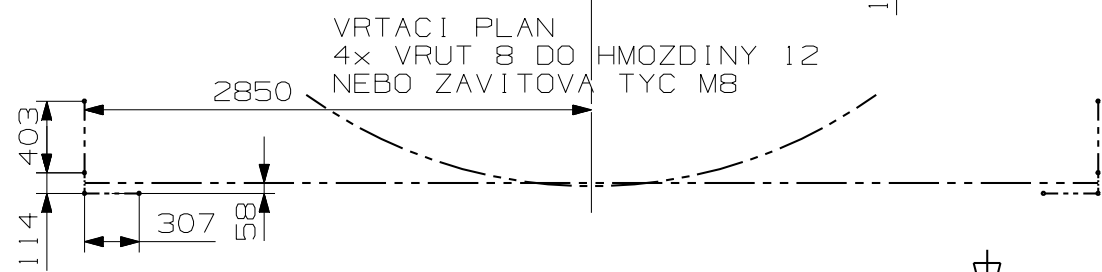 VRTACI PLAN
4x VRUT 8 DO HMOZDINY 12
NEBO ZAVITOVA TYC M8
2850
403
114
307
58